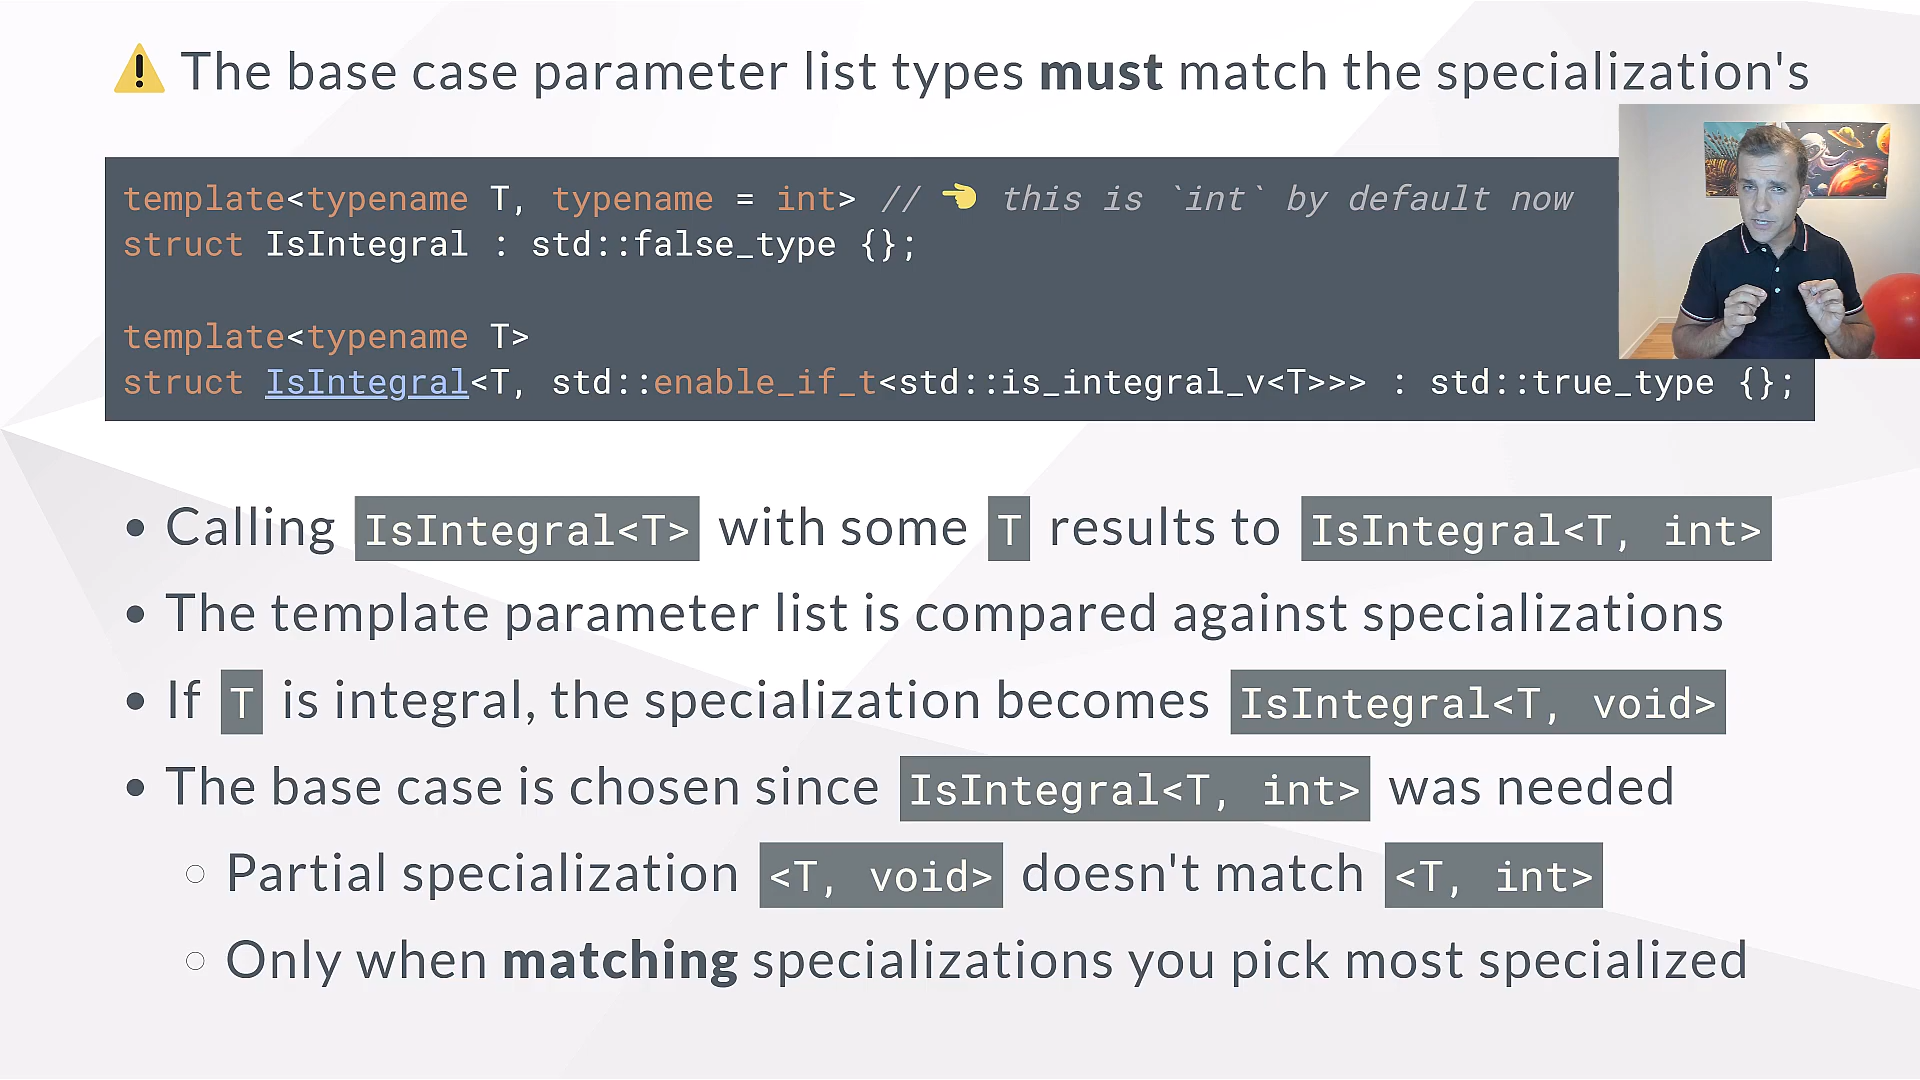 ⚠️ The base case parameter list types must match the specialization's
template<typename T, typename = int> // 👈 this is `int` by default now
struct IsIntegral : std::false_type {};
template<typename T>
struct IsIntegral<T, std::enable_if_t<std::is_integral_v<T>>> : std::true_type {};
• Calling IsIntegral<T> with some T results to IsIntegral<T, int>
• The template parameter list is compared against specializations
• If T is integral, the specialization becomes IsIntegral<T, void>
• The base case is chosen since IsIntegral<T, int> was needed
○ Partial specialization <T, void> doesn't match <T, int>
○ Only when matching specializations you pick most specialized